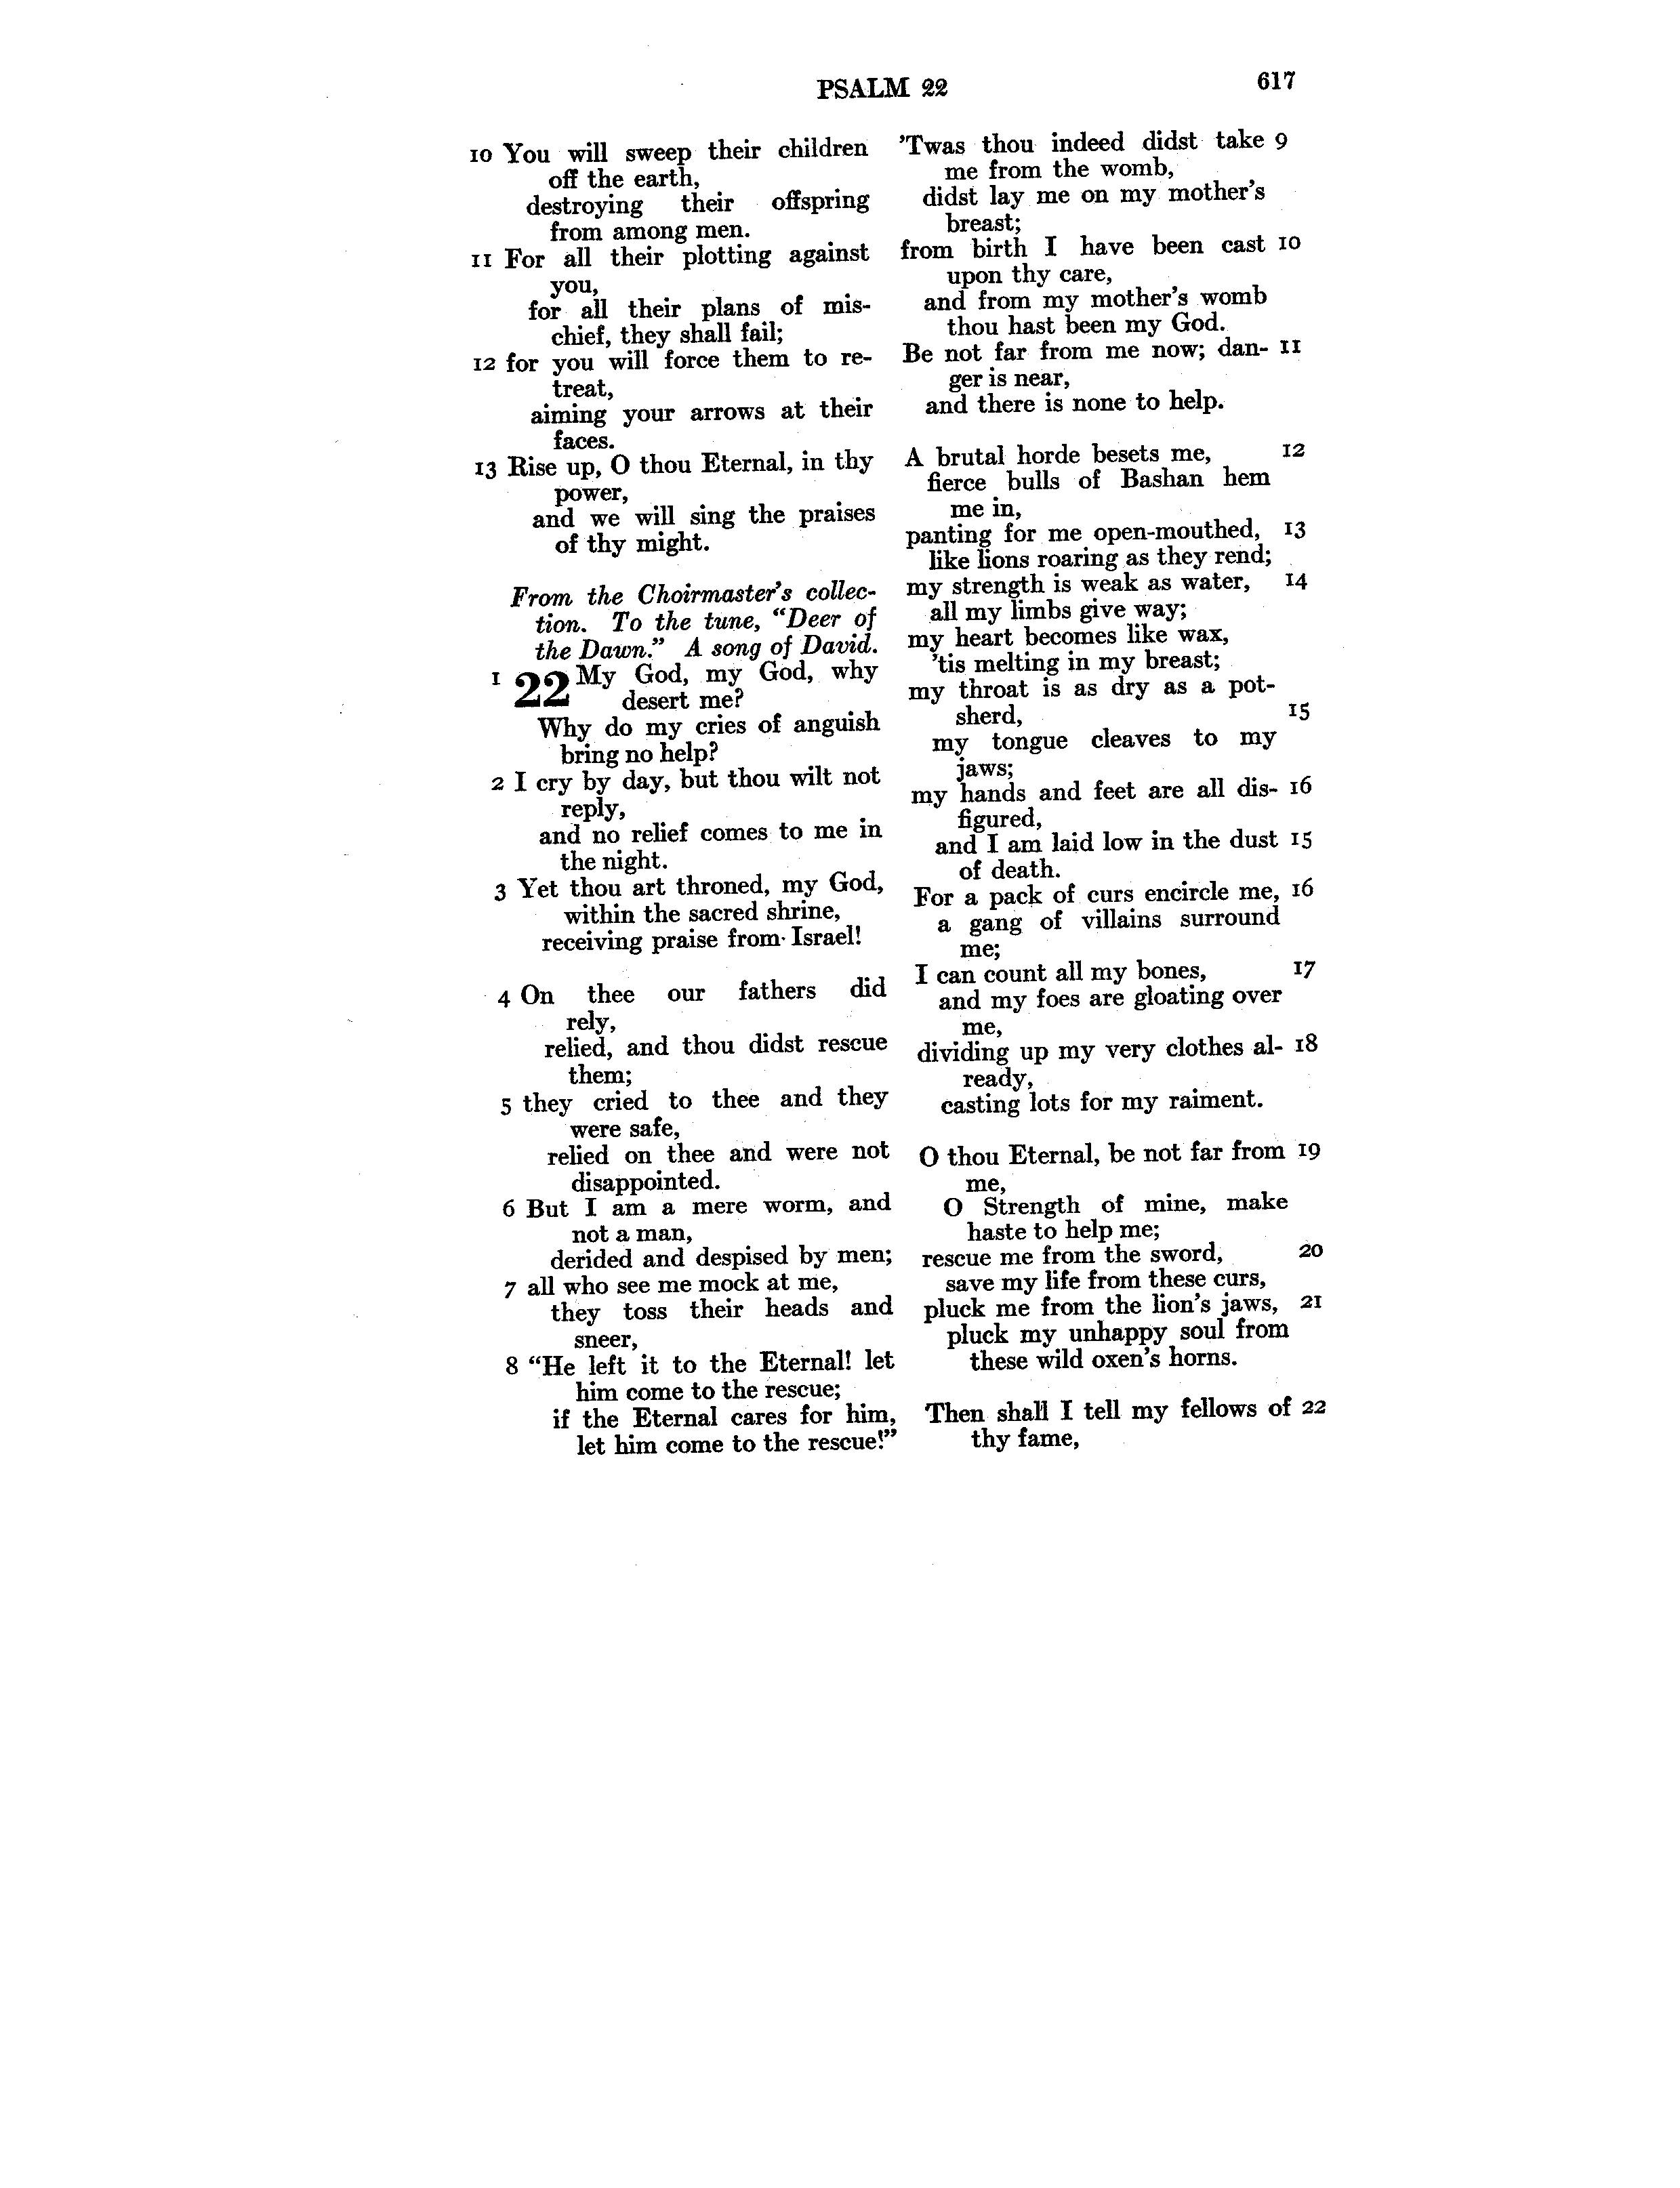 PSALM 22 617
10 You will sweep their children
off the earth,
destroying their offspring
from among men.
11 For all their plotting against
you,
for all their plans of mis-
chief, they shall fail;
12 for you will force them to re-
treat,
aiming your arrows at their
faces.
13 Rise up, O thou Eternal, in thy
power,
and we will sing the praises
of thy might.
From the Choirmaster's collec-
tion. To the tune, “Deer of
the Dawn.” A song of David.
1 22 My God, my God, why
desert me?
Why do my cries of anguish
bring no help?
2 I cry by day, but thou wilt not
reply,
and no relief comes to me in
the night.
3 Yet thou art throned, my God,
within the sacred shrine,
receiving praise from Israel!
4 On thee our fathers did
rely,
relied, and thou didst rescue
them;
5 they cried to thee and they
were safe,
relied on thee and were not
disappointed.
6 But I am a mere worm, and
not a man,
derided and despised by men;
7 all who see me mock at me,
they toss their heads and
sneer,
8 “He left it to the Eternal! let
him come to the rescue;
if the Eternal cares for him,
let him come to the rescue!”
’Twas thou indeed didst take 9
me from the womb,
didst lay me on my mother's
breast;
from birth I have been cast 10
upon thy care,
and from my mother's womb
thou hast been my God.
Be not far from me now; dan- 11
ger is near,
and there is none to help.
A brutal horde besets me, 12
fierce bulls of Bashan hem
me in,
panting for me open-mouthed, 13
like lions roaring as they rend;
my strength is weak as water, 14
all my limbs give way;
my heart becomes like wax,
’tis melting in my breast;
my throat is as dry as a pot-
sherd, 15
my tongue cleaves to my
jaws;
my hands and feet are all dis- 16
figured,
and I am laid low in the dust 15
of death.
For a pack of curs encircle me, 16
a gang of villains surround
me;
I can count all my bones, 17
and my foes are gloating over
me,
dividing up my very clothes al- 18
ready,
casting lots for my raiment.
O thou Eternal, be not far from 19
me,
O Strength of mine, make
haste to help me;
rescue me from the sword, 20
save my life from these curs,
pluck me from the lion's jaws, 21
pluck my unhappy soul from
these wild oxen's horns.
Then shall I tell my fellows of 22
thy fame,